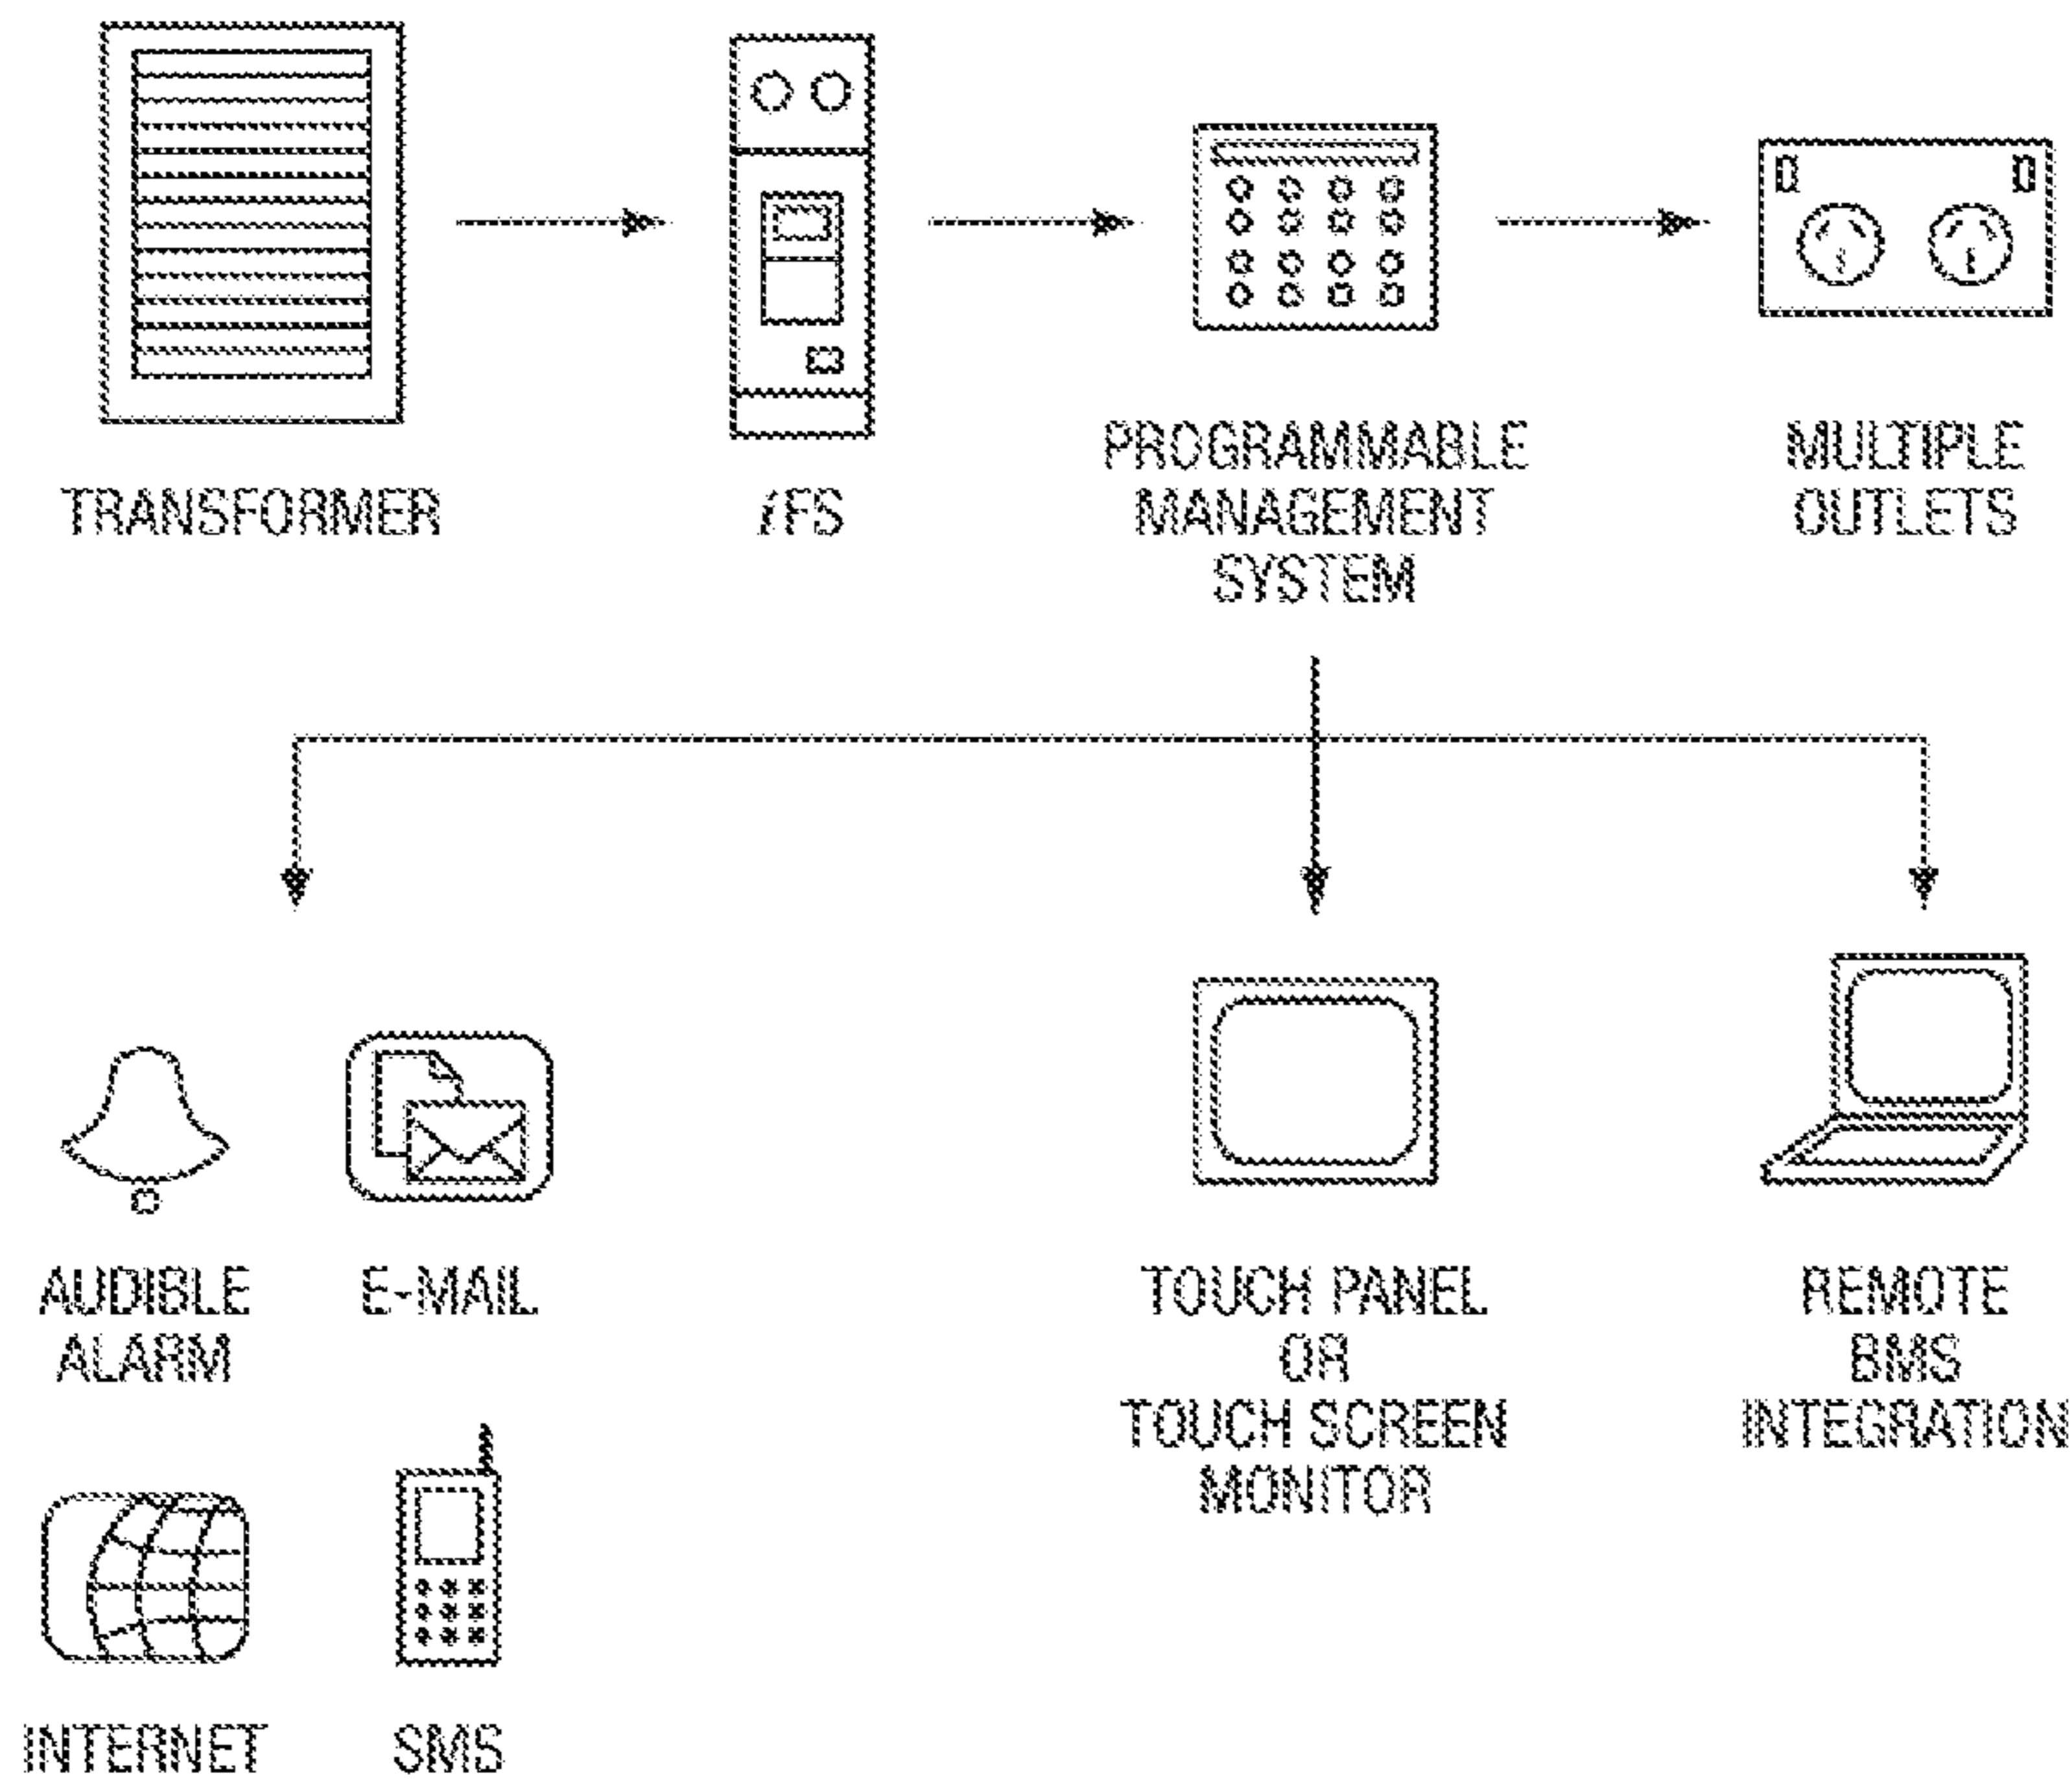 TRANSFORMER
iFS
PROGRAMMABLE
MANAGEMENT
SYSTEM
MULTIPLE
OUTLETS
AUDIBLE
ALARM
E-MAIL
TOUCH PANEL
OR
TOUCH SCREEN
MONITOR
REMOTE
BMS
INTEGRATION
INTERNET
SMS